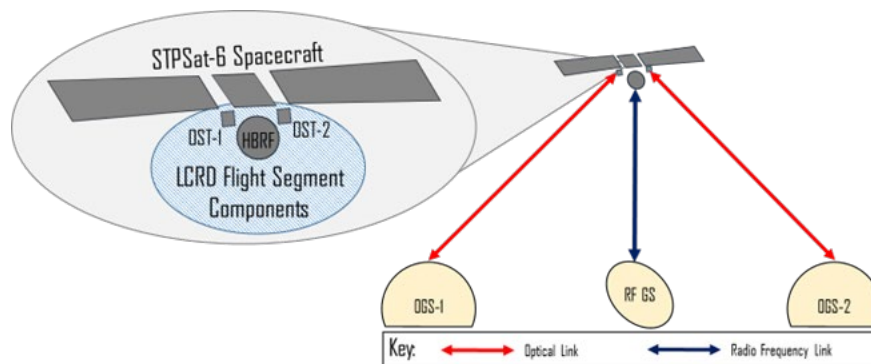 STPSat-6 Spacecraft
OST-1
HBRF
OST-2
LCRD Flight Segment
Components
OGS-1
RF GS
OGS-2
Key:
Optical Link
Radio Frequency Link